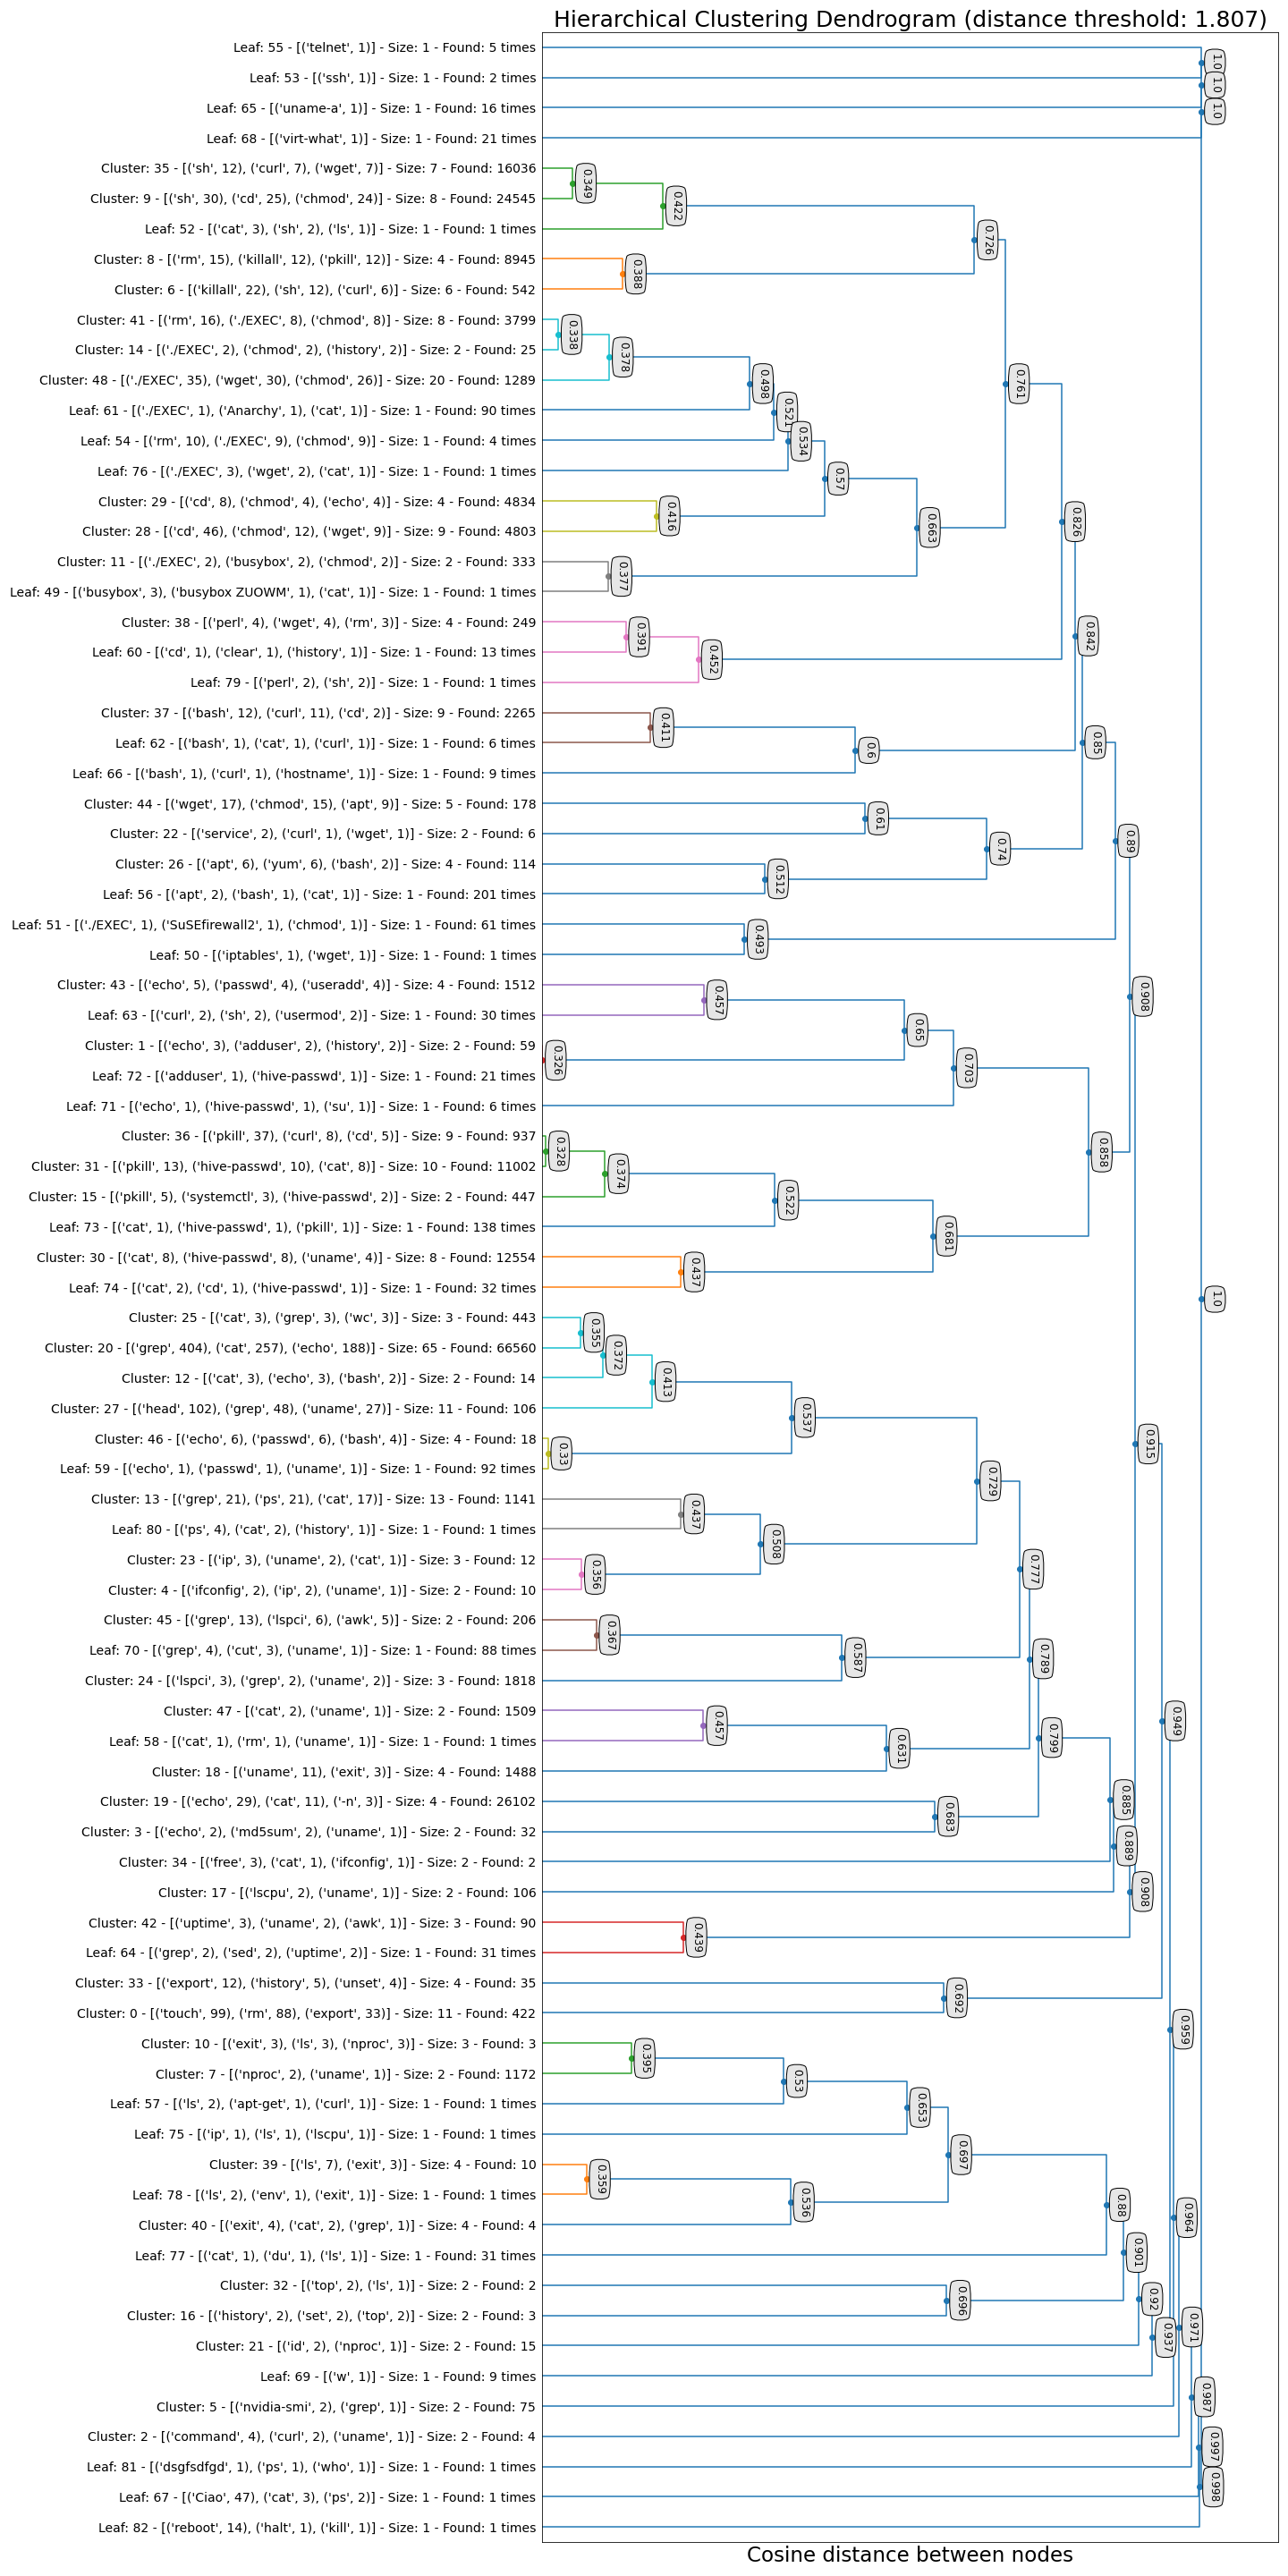 Hierarchical Clustering Dendrogram (distance threshold: 1.807)
Leaf: 55 - [('telnet', 1)] - Size: 1 - Found: 5 times
1.0
Leaf: 53 - [('ssh', 1)] - Size: 1 - Found: 2 times
1.0
Leaf: 65 - [('uname-a', 1)] - Size: 1 - Found: 16 times
1.0
Leaf: 68 - [('virt-what', 1)] - Size: 1 - Found: 21 times
Cluster: 35 - [('sh', 12), ('curl', 7), ('wget', 7)] - Size: 7 - Found: 16036
0.349
Cluster: 9 - [('sh', 30), ('cd', 25), ('chmod', 24)] - Size: 8 - Found: 24545
0.422
Leaf: 52 - [('cat', 3), ('sh', 2), ('ls', 1)] - Size: 1 - Found: 1 times
0.726
Cluster: 8 - [('rm', 15), ('killall', 12), ('pkill', 12)] - Size: 4 - Found: 8945
0.388
Cluster: 6 - [('killall', 22), ('sh', 12), ('curl', 6)] - Size: 6 - Found: 542
Cluster: 41 - [('rm', 16), ('./EXEC', 8), ('chmod', 8)] - Size: 8 - Found: 3799
0.338
Cluster: 14 - [('./EXEC', 2), ('chmod', 2), ('history', 2)] - Size: 2 - Found: 25
0.378
Cluster: 48 - [('./EXEC', 35), ('wget', 30), ('chmod', 26)] - Size: 20 - Found: 1289
0.498
0.761
Leaf: 61 - [('./EXEC', 1), ('Anarchy', 1), ('cat', 1)] - Size: 1 - Found: 90 times
0.521
Leaf: 54 - [('rm', 10), ('./EXEC', 9), ('chmod', 9)] - Size: 1 - Found: 4 times
0.534
Leaf: 76 - [('./EXEC', 3), ('wget', 2), ('cat', 1)] - Size: 1 - Found: 1 times
0.57
Cluster: 29 - [('cd', 8), ('chmod', 4), ('echo', 4)] - Size: 4 - Found: 4834
0.416
0.826
0.663
Cluster: 28 - [('cd', 46), ('chmod', 12), ('wget', 9)] - Size: 9 - Found: 4803
Cluster: 11 - [('./EXEC', 2), ('busybox', 2), ('chmod', 2)] - Size: 2 - Found: 333
0.377
Leaf: 49 - [('busybox', 3), ('busybox ZUOWM', 1), ('cat', 1)] - Size: 1 - Found: 1 times
Cluster: 38 - [('perl', 4), ('wget', 4), ('rm', 3)] - Size: 4 - Found: 249
0.391
0.842
Leaf: 60 - [('cd', 1), ('clear', 1), ('history', 1)] - Size: 1 - Found: 13 times
0.452
Leaf: 79 - [('perl', 2), ('sh', 2)] - Size: 1 - Found: 1 times
Cluster: 37 - [('bash', 12), ('curl', 11), ('cd', 2)] - Size: 9 - Found: 2265
0.411
Leaf: 62 - [('bash', 1), ('cat', 1), ('curl', 1)] - Size: 1 - Found: 6 times
0.85
0.6
Leaf: 66 - [('bash', 1), ('curl', 1), ('hostname', 1)] - Size: 1 - Found: 9 times
Cluster: 44 - [('wget', 17), ('chmod', 15), ('apt', 9)] - Size: 5 - Found: 178
0.61
Cluster: 22 - [('service', 2), ('curl', 1), ('wget', 1)] - Size: 2 - Found: 6
0.89
0.74
Cluster: 26 - [('apt', 6), ('yum', 6), ('bash', 2)] - Size: 4 - Found: 114
0.512
Leaf: 56 - [('apt', 2), ('bash', 1), ('cat', 1)] - Size: 1 - Found: 201 times
Leaf: 51 - [('./EXEC', 1), ('SuSEfirewall2', 1), ('chmod', 1)] - Size: 1 - Found: 61 times
0.493
Leaf: 50 - [('iptables', 1), ('wget', 1)] - Size: 1 - Found: 1 times
Cluster: 43 - [('echo', 5), ('passwd', 4), ('useradd', 4)] - Size: 4 - Found: 1512
0.908
0.457
Leaf: 63 - [('curl', 2), ('sh', 2), ('usermod', 2)] - Size: 1 - Found: 30 times
0.65
Cluster: 1 - [('echo', 3), ('adduser', 2), ('history', 2)] - Size: 2 - Found: 59
0.326
0.703
Leaf: 72 - [('adduser', 1), ('hive-passwd', 1)] - Size: 1 - Found: 21 times
Leaf: 71 - [('echo', 1), ('hive-passwd', 1), ('su', 1)] - Size: 1 - Found: 6 times
Cluster: 36 - [('pkill', 37), ('curl', 8), ('cd', 5)] - Size: 9 - Found: 937
0.328
0.858
Cluster: 31 - [('pkill', 13), ('hive-passwd', 10), ('cat', 8)] - Size: 10 - Found: 11002
0.374
Cluster: 15 - [('pkill', 5), ('systemctl', 3), ('hive-passwd', 2)] - Size: 2 - Found: 447
0.522
Leaf: 73 - [('cat', 1), ('hive-passwd', 1), ('pkill', 1)] - Size: 1 - Found: 138 times
0.681
Cluster: 30 - [('cat', 8), ('hive-passwd', 8), ('uname', 4)] - Size: 8 - Found: 12554
0.437
Leaf: 74 - [('cat', 2), ('cd', 1), ('hive-passwd', 1)] - Size: 1 - Found: 32 times
1.0
Cluster: 25 - [('cat', 3), ('grep', 3), ('wc', 3)] - Size: 3 - Found: 443
0.355
Cluster: 20 - [('grep', 404), ('cat', 257), ('echo', 188)] - Size: 65 - Found: 66560
0.372
Cluster: 12 - [('cat', 3), ('echo', 3), ('bash', 2)] - Size: 2 - Found: 14
0.413
Cluster: 27 - [('head', 102), ('grep', 48), ('uname', 27)] - Size: 11 - Found: 106
0.537
Cluster: 46 - [('echo', 6), ('passwd', 6), ('bash', 4)] - Size: 4 - Found: 18
0.33
0.915
Leaf: 59 - [('echo', 1), ('passwd', 1), ('uname', 1)] - Size: 1 - Found: 92 times
0.729
Cluster: 13 - [('grep', 21), ('ps', 21), ('cat', 17)] - Size: 13 - Found: 1141
0.437
Leaf: 80 - [('ps', 4), ('cat', 2), ('history', 1)] - Size: 1 - Found: 1 times
0.508
Cluster: 23 - [('ip', 3), ('uname', 2), ('cat', 1)] - Size: 3 - Found: 12
0.356
0.777
Cluster: 4 - [('ifconfig', 2), ('ip', 2), ('uname', 1)] - Size: 2 - Found: 10
Cluster: 45 - [('grep', 13), ('lspci', 6), ('awk', 5)] - Size: 2 - Found: 206
0.367
Leaf: 70 - [('grep', 4), ('cut', 3), ('uname', 1)] - Size: 1 - Found: 88 times
0.587
0.789
Cluster: 24 - [('lspci', 3), ('grep', 2), ('uname', 2)] - Size: 3 - Found: 1818
Cluster: 47 - [('cat', 2), ('uname', 1)] - Size: 2 - Found: 1509
0.457
0.949
Leaf: 58 - [('cat', 1), ('rm', 1), ('uname', 1)] - Size: 1 - Found: 1 times
0.631
0.799
Cluster: 18 - [('uname', 11), ('exit', 3)] - Size: 4 - Found: 1488
Cluster: 19 - [('echo', 29), ('cat', 11), ('-n', 3)] - Size: 4 - Found: 26102
0.885
0.683
Cluster: 3 - [('echo', 2), ('md5sum', 2), ('uname', 1)] - Size: 2 - Found: 32
0.889
Cluster: 34 - [('free', 3), ('cat', 1), ('ifconfig', 1)] - Size: 2 - Found: 2
Cluster: 17 - [('lscpu', 2), ('uname', 1)] - Size: 2 - Found: 106
0.908
Cluster: 42 - [('uptime', 3), ('uname', 2), ('awk', 1)] - Size: 3 - Found: 90
0.439
Leaf: 64 - [('grep', 2), ('sed', 2), ('uptime', 2)] - Size: 1 - Found: 31 times
Cluster: 33 - [('export', 12), ('history', 5), ('unset', 4)] - Size: 4 - Found: 35
0.692
Cluster: 0 - [('touch', 99), ('rm', 88), ('export', 33)] - Size: 11 - Found: 422
0.959
Cluster: 10 - [('exit', 3), ('ls', 3), ('nproc', 3)] - Size: 3 - Found: 3
0.395
Cluster: 7 - [('nproc', 2), ('uname', 1)] - Size: 2 - Found: 1172
0.53
Leaf: 57 - [('ls', 2), ('apt-get', 1), ('curl', 1)] - Size: 1 - Found: 1 times
0.653
Leaf: 75 - [('ip', 1), ('ls', 1), ('lscpu', 1)] - Size: 1 - Found: 1 times
0.697
Cluster: 39 - [('ls', 7), ('exit', 3)] - Size: 4 - Found: 10
0.359
Leaf: 78 - [('ls', 2), ('env', 1), ('exit', 1)] - Size: 1 - Found: 1 times
0.536
0.88
0.964
Cluster: 40 - [('exit', 4), ('cat', 2), ('grep', 1)] - Size: 4 - Found: 4
0.901
Leaf: 77 - [('cat', 1), ('du', 1), ('ls', 1)] - Size: 1 - Found: 31 times
Cluster: 32 - [('top', 2), ('ls', 1)] - Size: 2 - Found: 2
0.696
0.92
Cluster: 16 - [('history', 2), ('set', 2), ('top', 2)] - Size: 2 - Found: 3
0.971
0.937
Cluster: 21 - [('id', 2), ('nproc', 1)] - Size: 2 - Found: 15
Leaf: 69 - [('w', 1)] - Size: 1 - Found: 9 times
0.987
Cluster: 5 - [('nvidia-smi', 2), ('grep', 1)] - Size: 2 - Found: 75
Cluster: 2 - [('command', 4), ('curl', 2), ('uname', 1)] - Size: 2 - Found: 4
0.997
Leaf: 81 - [('dsgfsdfgd', 1), ('ps', 1), ('who', 1)] - Size: 1 - Found: 1 times
0.998
Leaf: 67 - [('Ciao', 47), ('cat', 3), ('ps', 2)] - Size: 1 - Found: 1 times
Leaf: 82 - [('reboot', 14), ('halt', 1), ('kill', 1)] - Size: 1 - Found: 1 times
Cosine distance between nodes